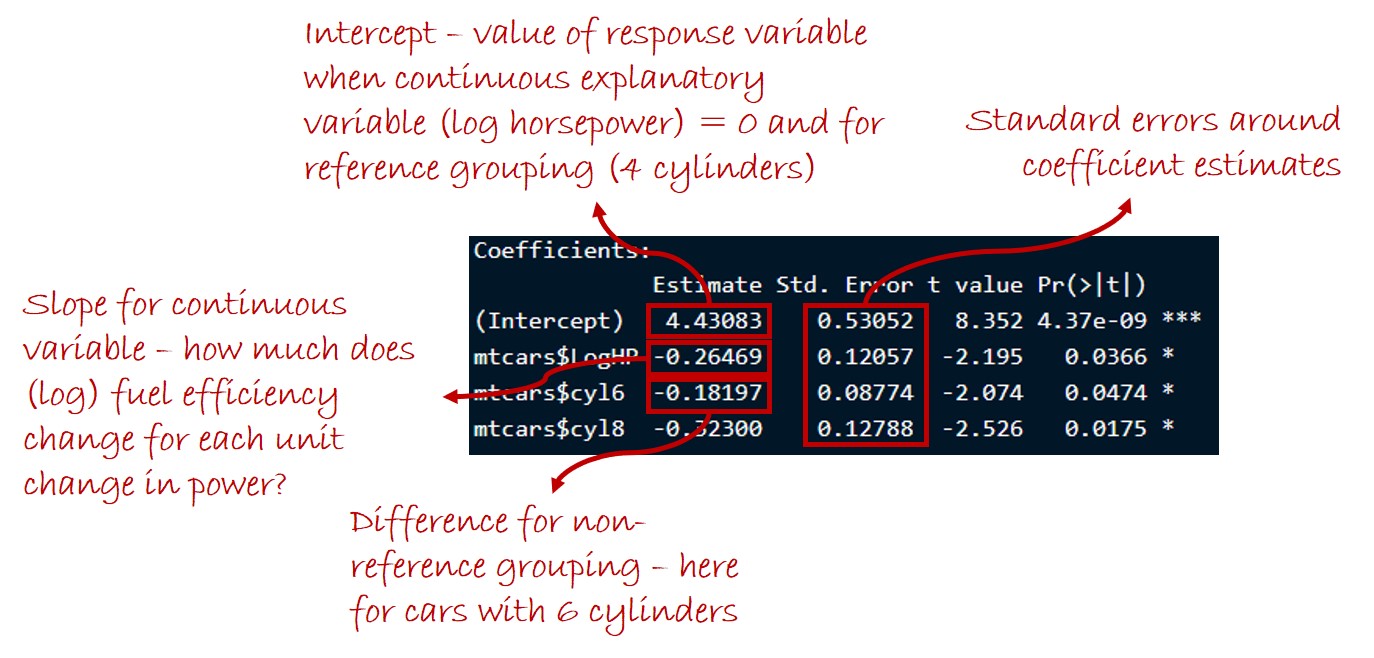 Intercept – value of response variable
when continuous explanatory
variable (log horsepower) = 0 and for
reference grouping (4 cylinders)
Standard errors around
coefficient estimates
Coefficients:
Estimate Std. Error t value Pr(>|t|)
(Intercept) 4.43083 0.53052 8.352 4.37e-09 ***
mtcars$LogHP -0.26469 0.12057 -2.195 0.0366 *
mtcars$cyl6 -0.18197 0.08774 -2.074 0.0474 *
mtcars$cyl8 -0.32300 0.12788 -2.526 0.0175 *
Slope for continuous
variable – how much does
(log) fuel efficiency
change for each unit
change in power?
Difference for non-
reference grouping – here
for cars with 6 cylinders